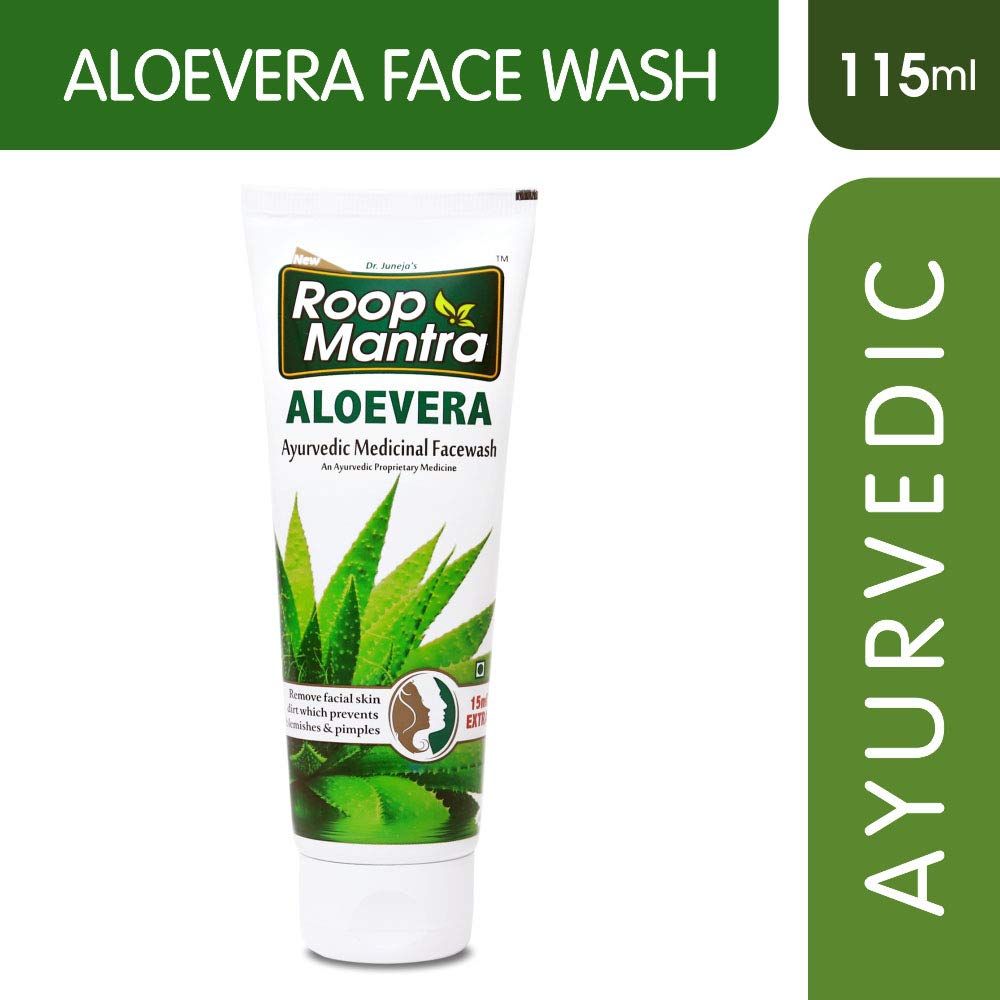 ALOEVERA FACE WASH
115ml
AYURVEDIC
New
Dr. Juneja's
TM
Roop
Mantra
ALOEVERA
Ayurvedic Medicinal Facewash
An Ayurvedic Proprietary Medicine
Remove facial skin
dirt which prevents
blemishes & pimples
15ml
EXTRA